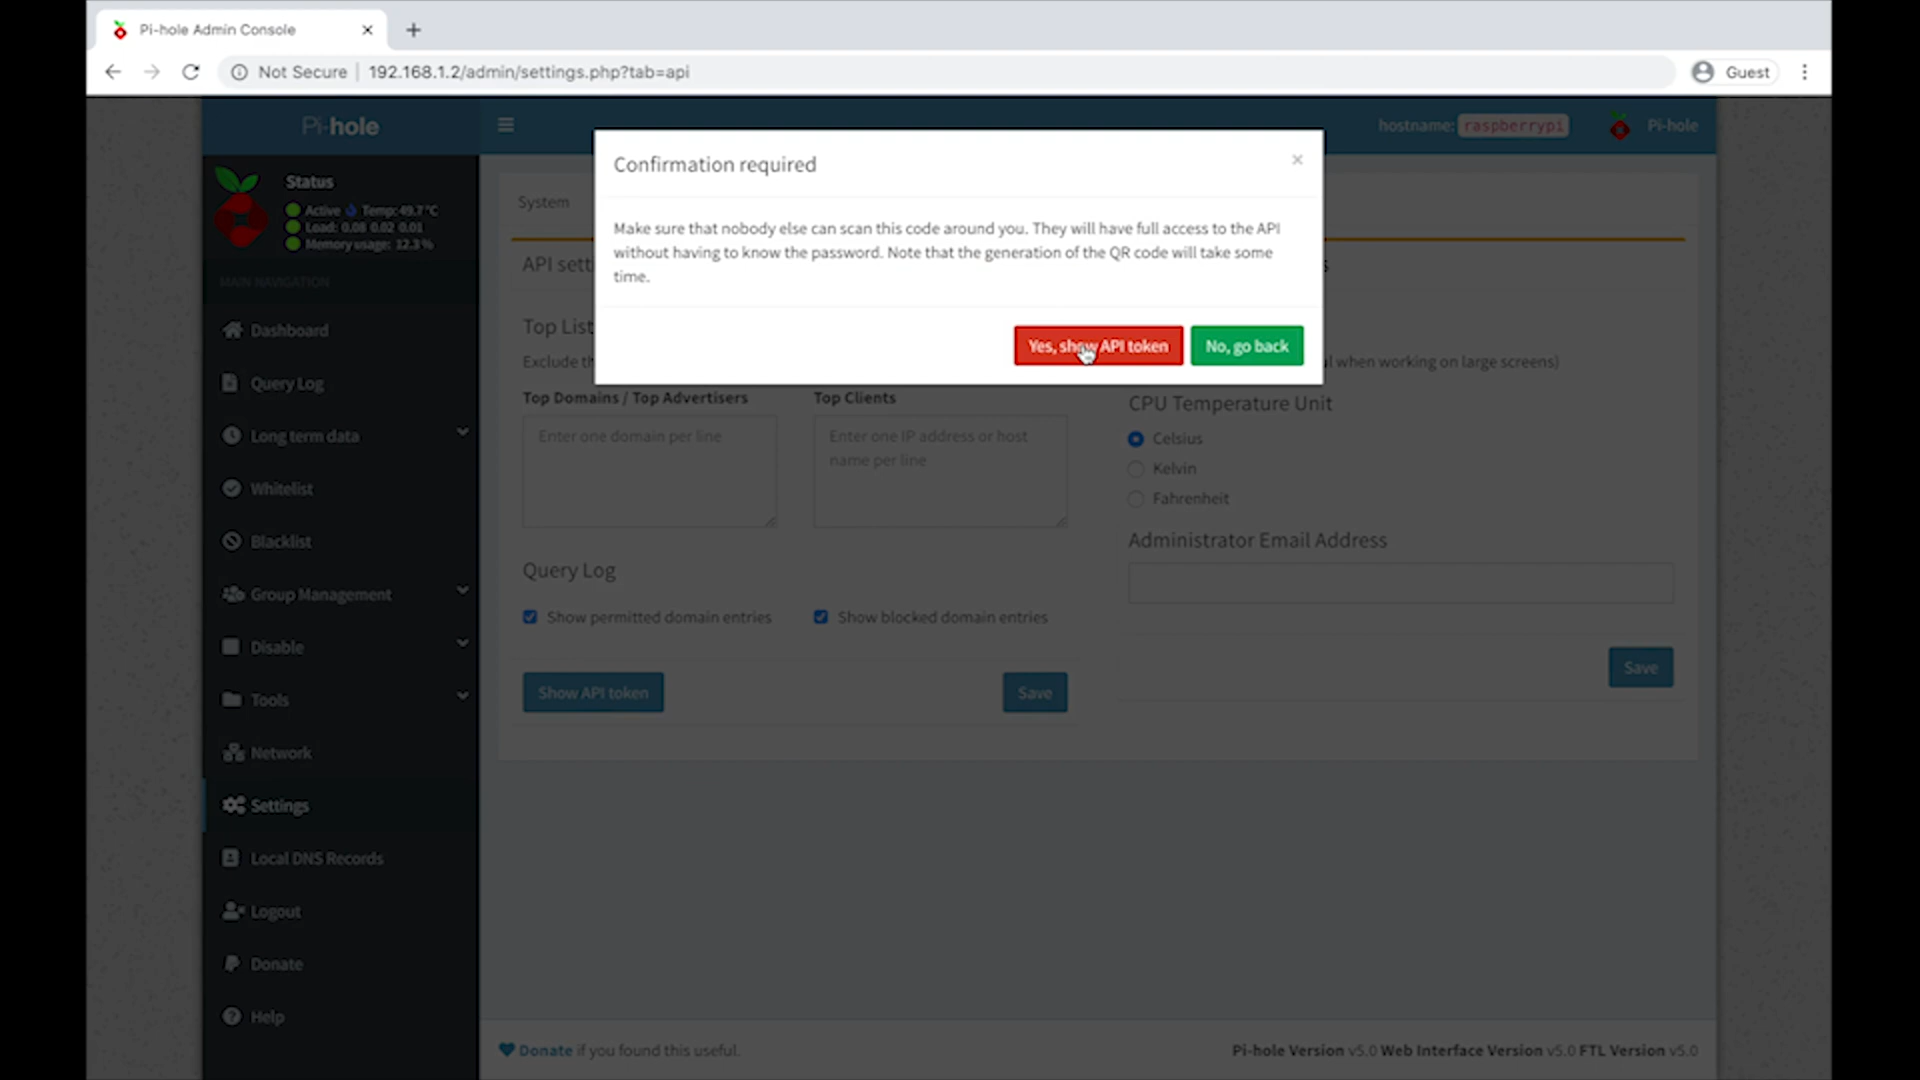 Pi-hole Admin Console
Not Secure
192.168.1.2/admin/settings.php?tab=api
Guest
Pi-hole
hostname: raspberrypi
Pi-hole
Status
Active Temp: 49.7 °C
Load: 0.08 0.02 0.01
Memory usage: 12.3 %
MAIN NAVIGATION
Dashboard
Query Log
Long term data
Whitelist
Blacklist
Group Management
Disable
Tools
Network
Settings
Local DNS Records
Logout
Donate
Help
Confirmation required
×
Make sure that nobody else can scan this code around you. They will have full access to the API
without having to know the password. Note that the generation of the QR code will take some
time.
Yes, show API token
No, go back
System
API sett
s
Top List
Exclude th
l when working on large screens)
Top Domains / Top Advertisers
Top Clients
Enter one domain per line
Enter one IP address or host
name per line
Query Log
Show permitted domain entries
Show blocked domain entries
Show API token
Save
CPU Temperature Unit
Celsius
Kelvin
Fahrenheit
Administrator Email Address
Save
Donate if you found this useful.
Pi-hole Version v5.0 Web Interface Version v5.0 FTL Version v5.0